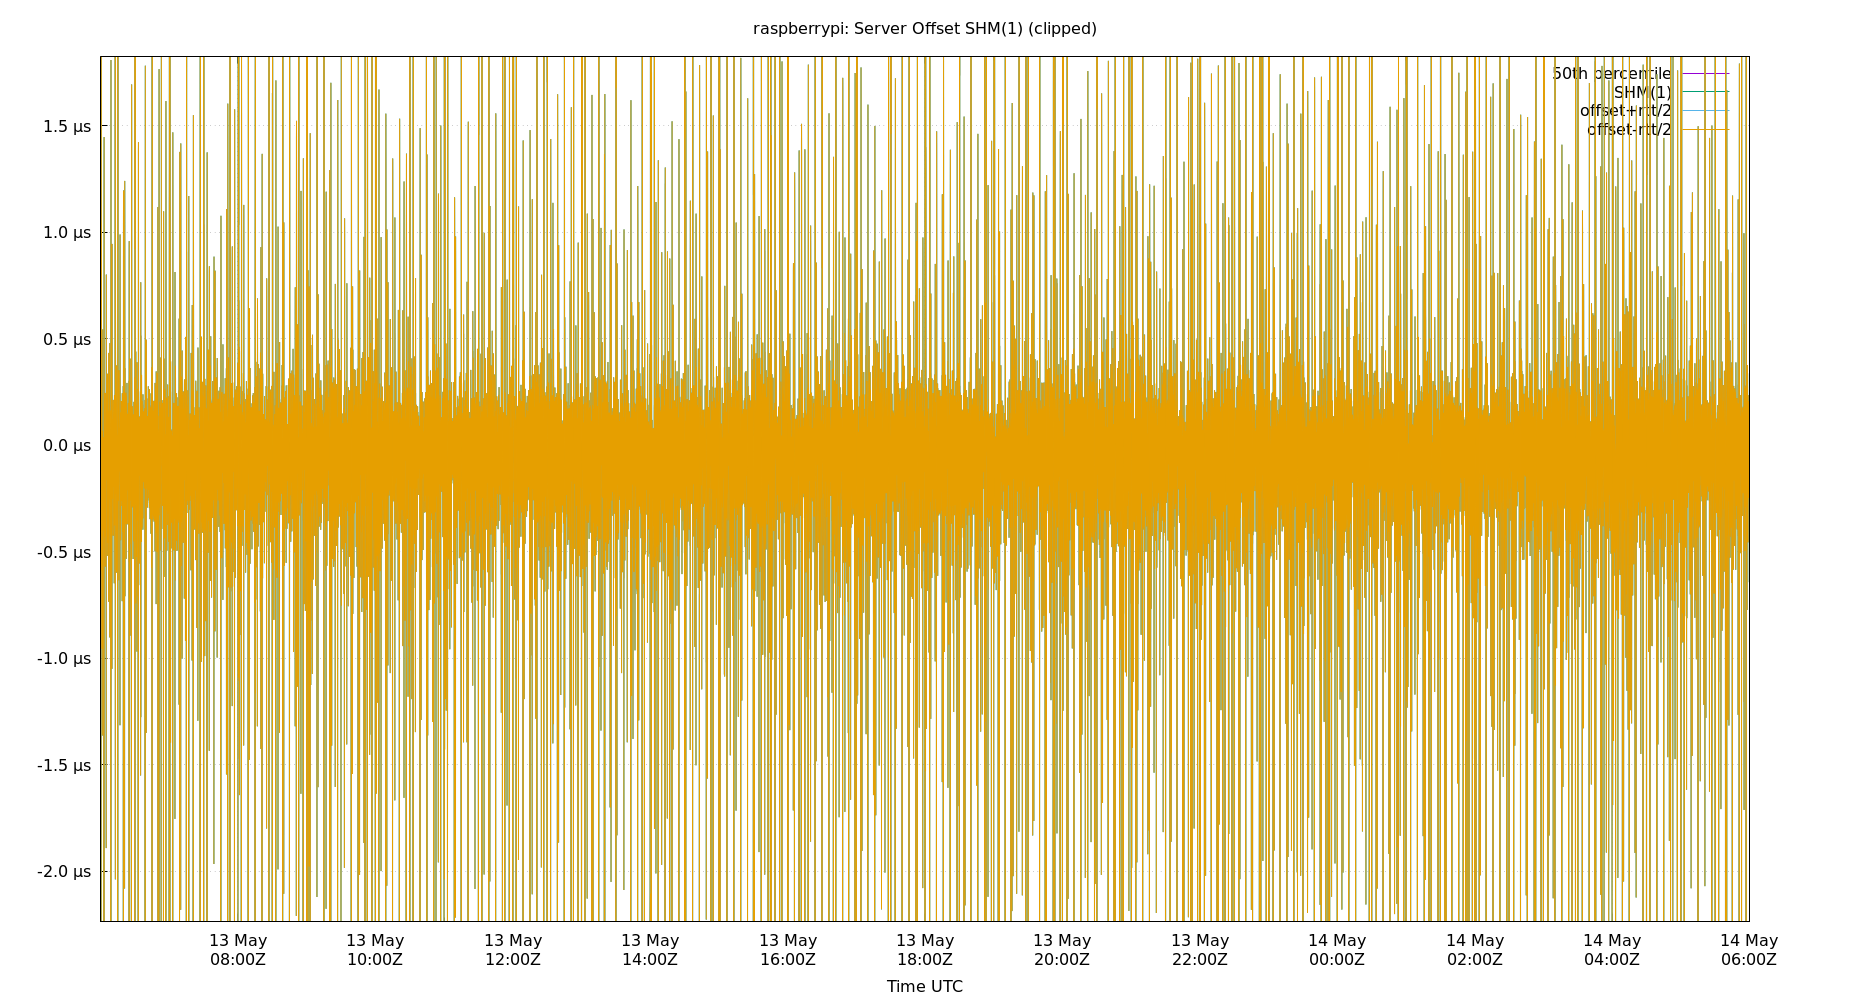 raspberrypi: Server Offset SHM(1) (clipped)
50th percentile
SHM(1)
offset+rtt/2
offset-rtt/2
1.5 µs
1.0 µs
0.5 µs
0.0 µs
-0.5 µs
-1.0 µs
-1.5 µs
-2.0 µs
13 May 13 May 13 May 13 May 13 May 13 May 13 May 13 May 14 May 14 May 14 May 14 May
08:00Z 10:00Z 12:00Z 14:00Z 16:00Z 18:00Z 20:00Z 22:00Z 00:00Z 02:00Z 04:00Z 06:00Z
Time UTC